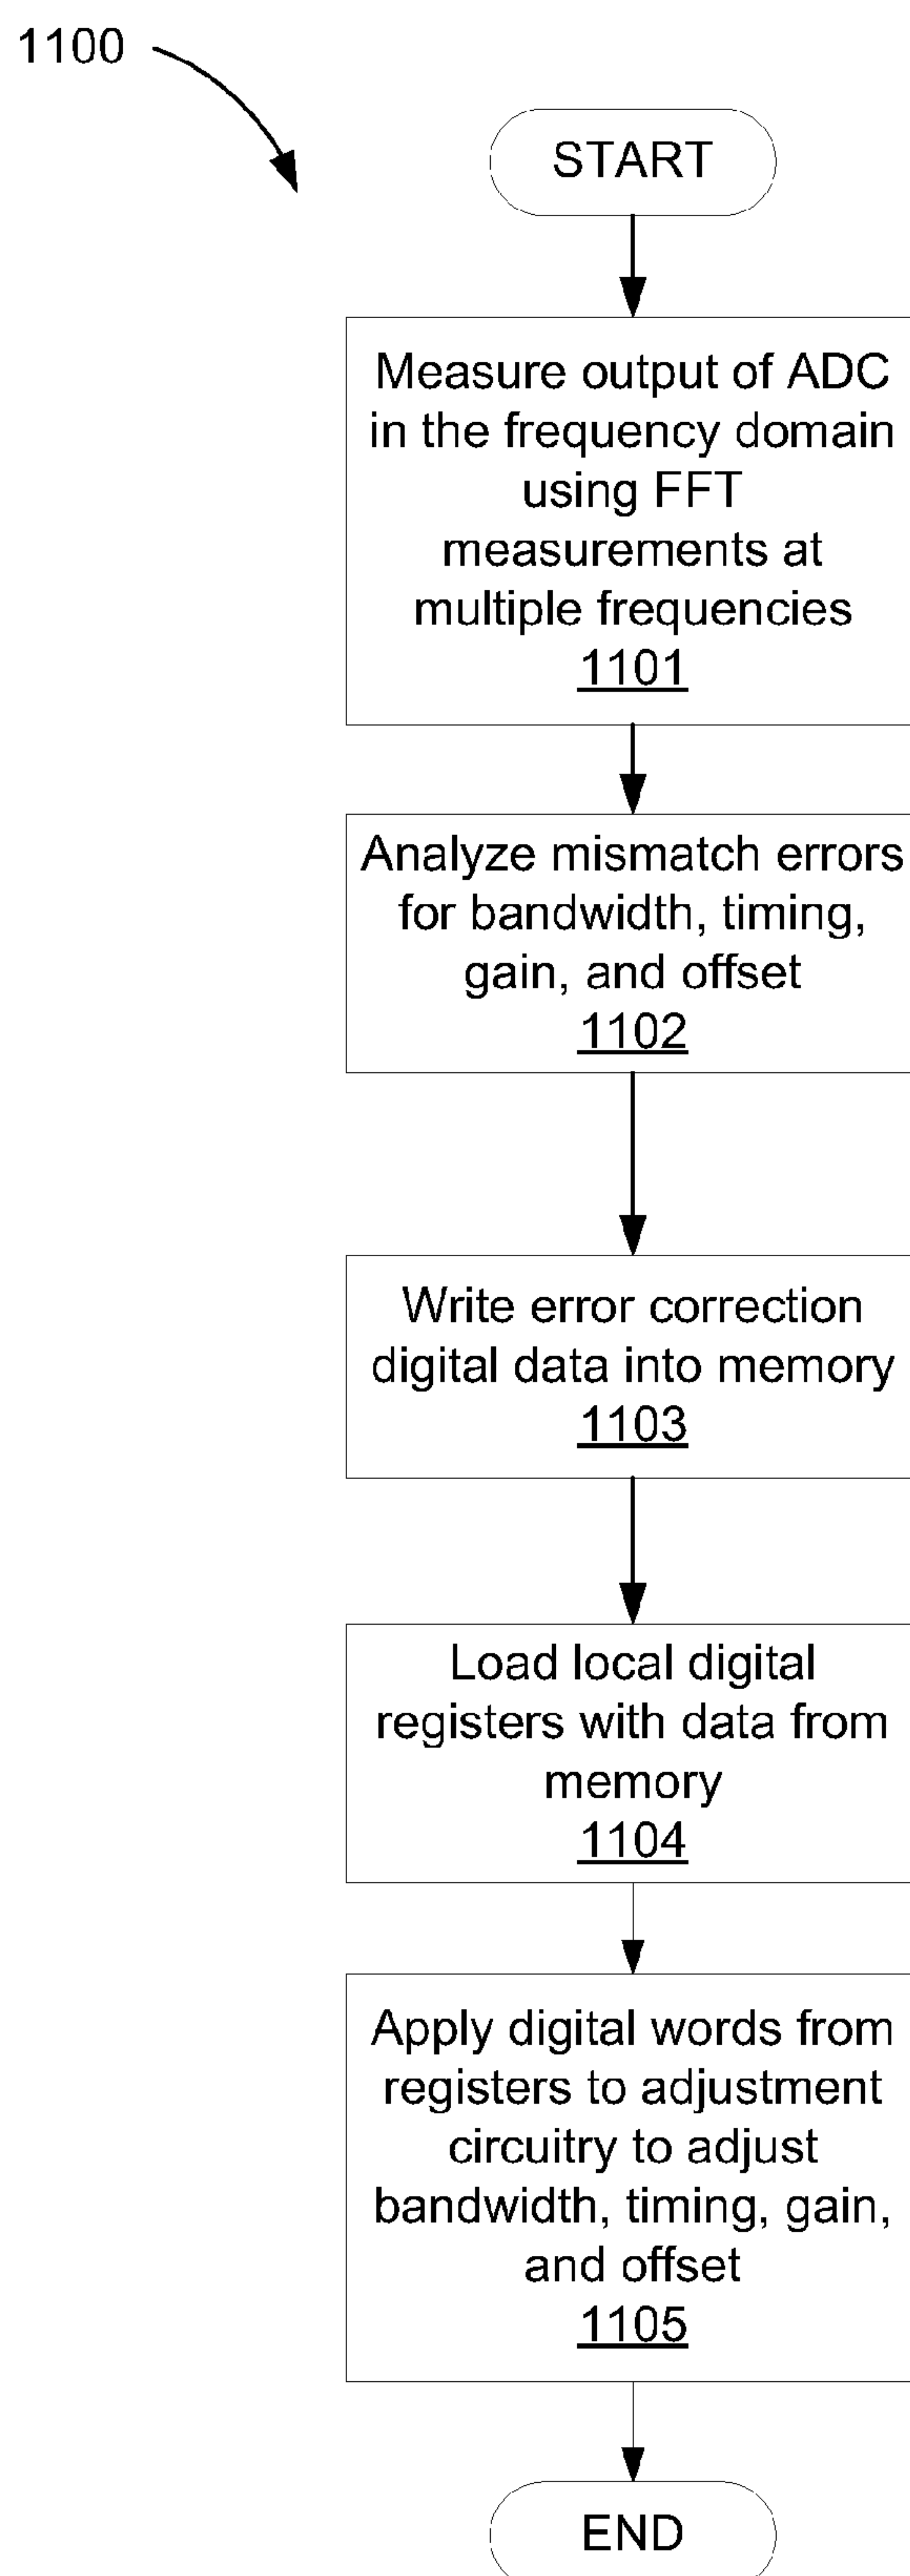 1100
START
Measure output of ADC
in the frequency domain
using FFT
measurements at
multiple frequencies
1101
Analyze mismatch errors
for bandwidth, timing,
gain, and offset
1102
Write error correction
digital data into memory
1103
Load local digital
registers with data from
memory
1104
Apply digital words from
registers to adjustment
circuitry to adjust
bandwidth, timing, gain,
and offset
1105
END